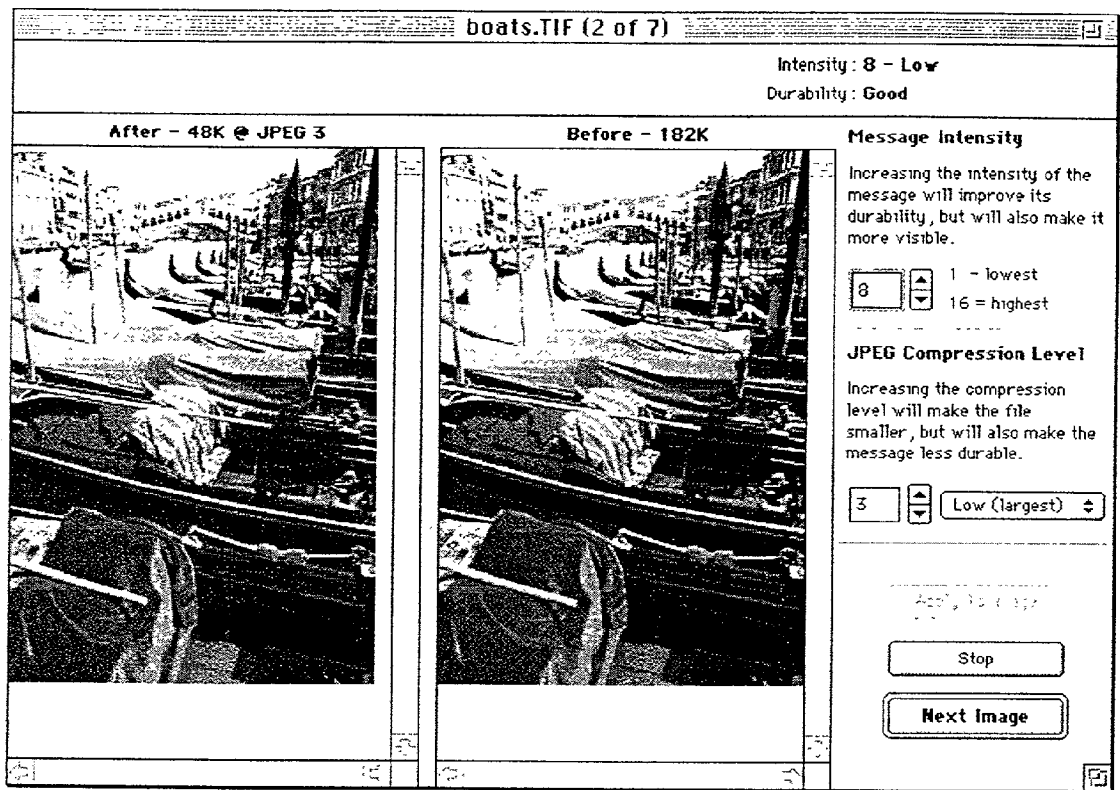 boats.TIF (2 of 7)
Intensity : 8 - Low
Durability : Good
After - 48K @ JPEG 3
Before - 182K
Message Intensity
Increasing the intensity of the
message will improve its
durability, but will also make it
more visible.
8
1 - lowest
16 = highest
JPEG Compression Level
Increasing the compression
level will make the file
smaller, but will also make the
message less durable.
3
Low (largest)
Stop
Next Image